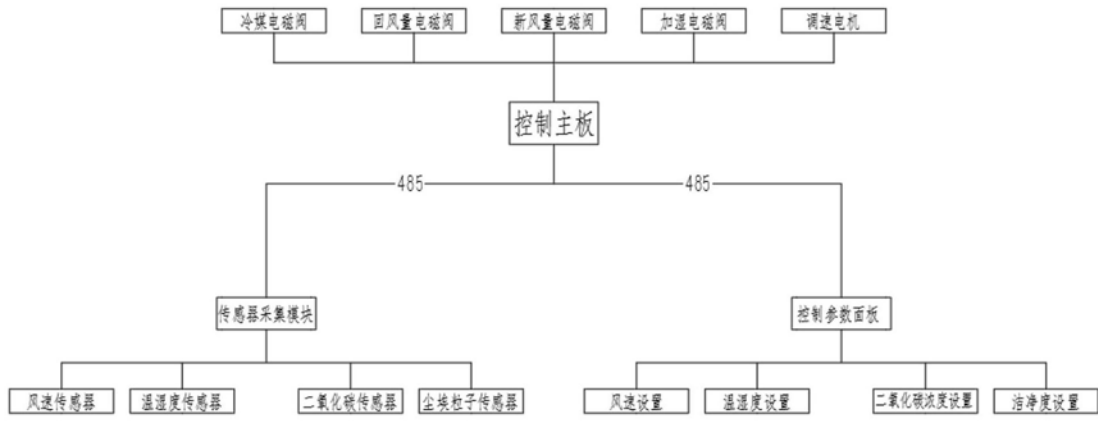 冷媒电磁阀
回风量电磁阀
新风量电磁阀
加湿电磁阀
调速电机
控制主板
485
485
传感器采集模块
控制参数面板
风速传感器
温湿度传感器
二氧化碳传感器
尘埃粒子传感器
风速设置
温湿度设置
二氧化碳浓度设置
洁净度设置